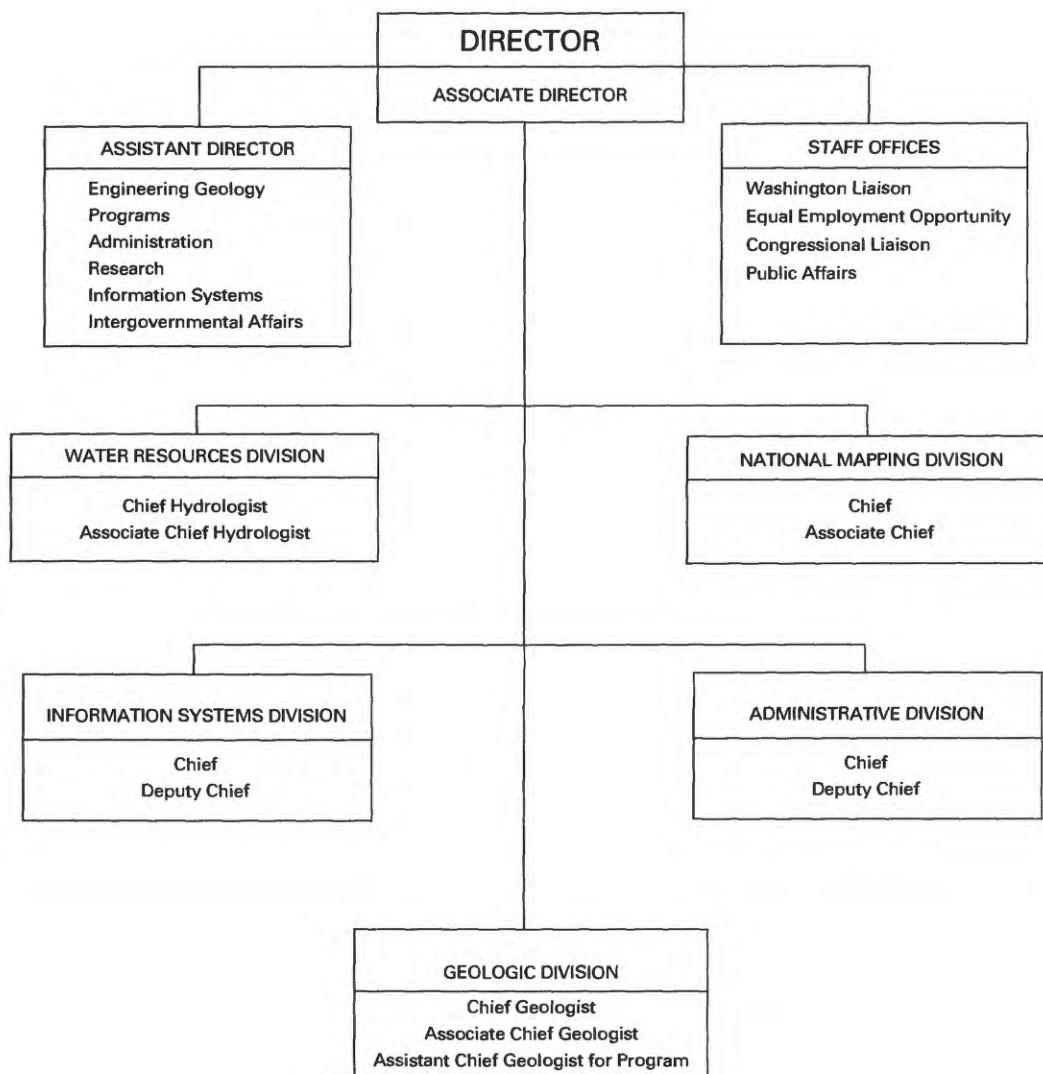 DIRECTOR
ASSOCIATE DIRECTOR
ASSISTANT DIRECTOR
Engineering Geology
Programs
Administration
Research
Information Systems
Intergovernmental Affairs
STAFF OFFICES
Washington Liaison
Equal Employment Opportunity
Congressional Liaison
Public Affairs
WATER RESOURCES DIVISION
Chief Hydrologist
Associate Chief Hydrologist
NATIONAL MAPPING DIVISION
Chief
Associate Chief
INFORMATION SYSTEMS DIVISION
Chief
Deputy Chief
ADMINISTRATIVE DIVISION
Chief
Deputy Chief
GEOLOGIC DIVISION
Chief Geologist
Associate Chief Geologist
Assistant Chief Geologist for Program